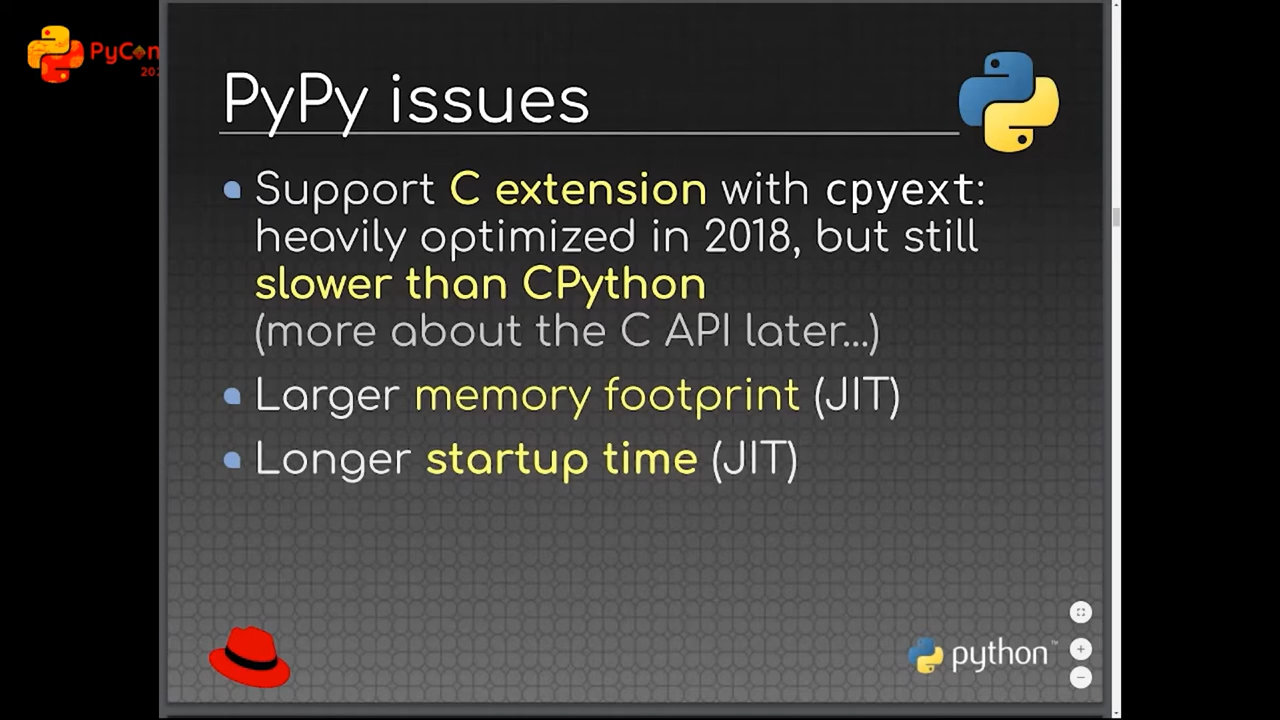 PyCon
PyPy issues
Support C extension with cpyext:
heavily optimized in 2018, but still
slower than CPython
(more about the C API later...)
Larger memory footprint (JIT)
Longer startup time (JIT)
python™